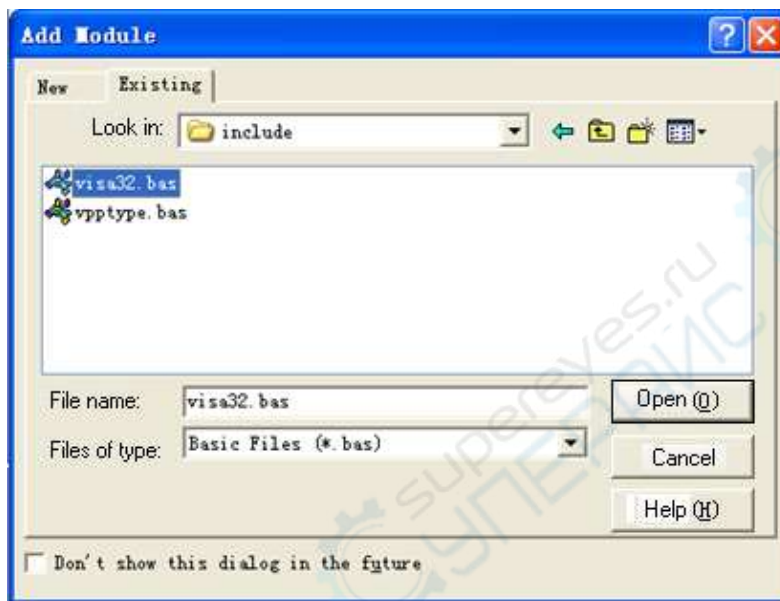 Add Module
New Existing
Look in: include
visa32.bas
vpptype.bas
File name: visa32.bas
Open (O)
Files of type: Basic Files (*.bas)
Cancel
Help (H)
Don't show this dialog in the future
supereyes.ru
СУПЕРАЙС